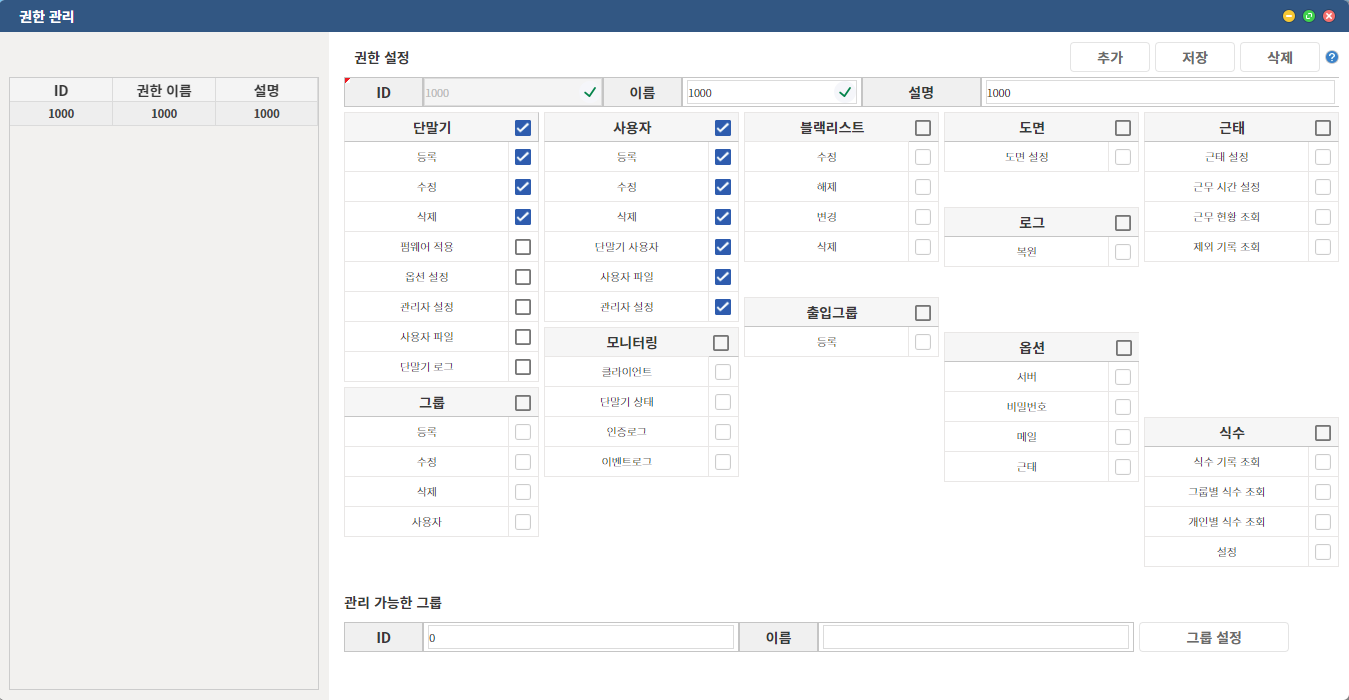 권한 관리
권한 설정
추가 저장 삭제 ?
ID 권한 이름 설명
1000 1000 1000
ID 1000 이름 1000 설명 1000
단말기
등록
수정
삭제
펌웨어 적용
옵션 설정
관리자 설정
사용자 파일
단말기 로그
그룹
등록
수정
삭제
사용자
사용자
등록
수정
삭제
단말기 사용자
사용자 파일
관리자 설정
모니터링
클라이언트
단말기 상태
인증로그
이벤트로그
블랙리스트
수정
해제
변경
삭제
출입그룹
등록
도면
도면 설정
로그
복원
옵션
서버
비밀번호
메일
근태
근태
근태 설정
근무 시간 설정
근무 현황 조회
제외 기록 조회
식수
식수 기록 조회
그룹별 식수 조회
개인별 식수 조회
설정
관리 가능한 그룹
ID 0 이름 그룹 설정